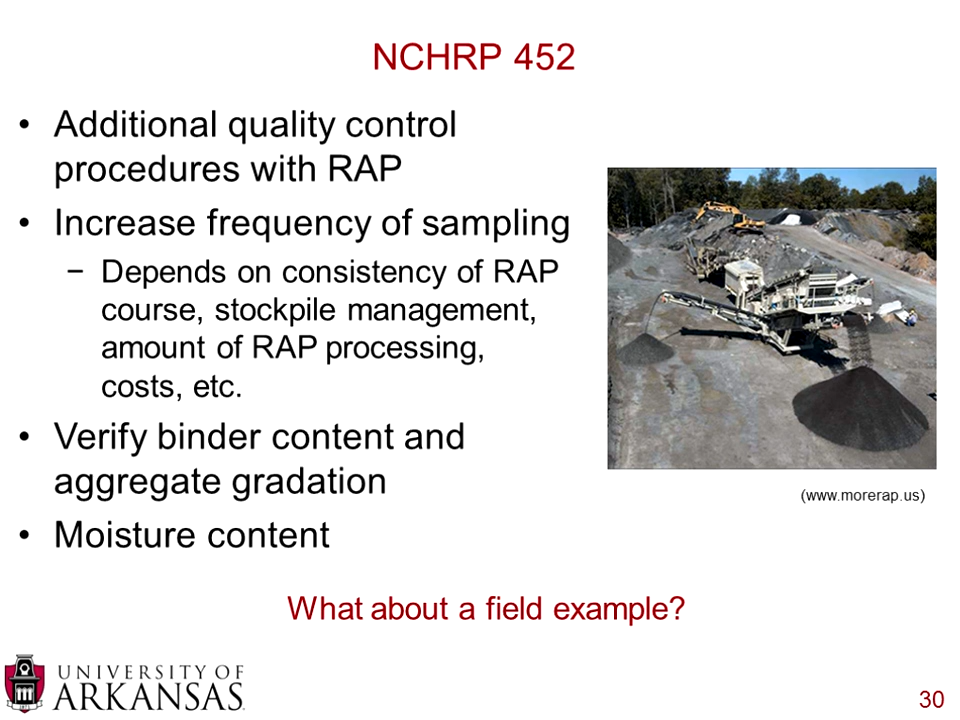 NCHRP 452
• Additional quality control
procedures with RAP
• Increase frequency of sampling
− Depends on consistency of RAP
course, stockpile management,
amount of RAP processing,
costs, etc.
• Verify binder content and
aggregate gradation
• Moisture content
(www.morerap.us)
What about a field example?
UNIVERSITY OF
ARKANSAS
30